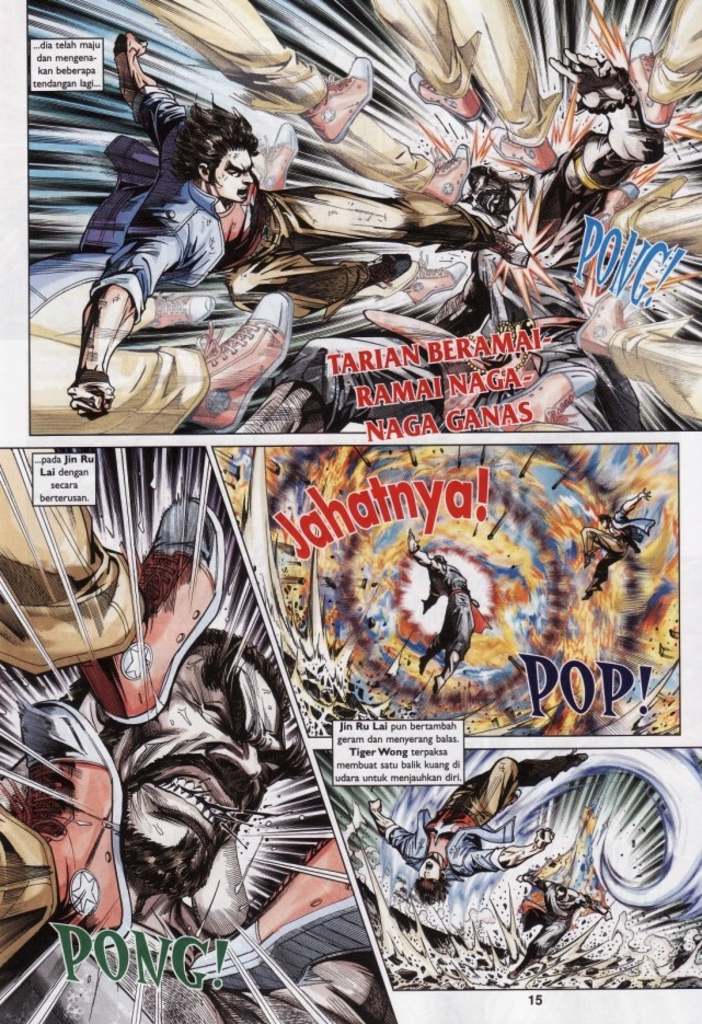 ...dia telah maju
dan mengena-
kan beberapa
tendangan lagi...
PONG!
TARIAN BERAMAI-
RAMAI NAGA-
NAGA GANAS
...pada Jin Ru
Lai dengan
secara
berterusan.
Jahatnya!
POP!
Jin Ru Lai pun bertambah
geram dan menyerang balas.
Tiger Wong terpaksa
membuat satu balik kuang di
udara untuk menjauhkan diri.
PONG!
15